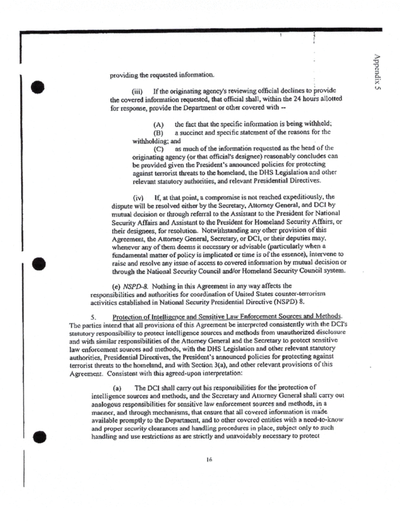 Appendix 5
providing the requested information.
(iii) If the originating agency's reviewing official declines to provide
the covered information requested, that official shall, within the 24 hours allotted
for response, provide the Department or other covered with --
(A) the fact that the specific information is being withheld;
(B) a succinct and specific statement of the reasons for the
withholding; and
(C) as much of the information requested as the head of the
originating agency (or that official's designee) reasonably concludes can
be provided given the President's announced policies for protecting
against terrorist threats to the homeland, the DHS Legislation and other
relevant statutory authorities, and relevant Presidential Directives.
(iv) If, at that point, a compromise is not reached expeditiously, the
dispute will be resolved either by the Secretary, Attorney General, and DCI by
mutual decision or through referral to the Assistant to the President for National
Security Affairs and Assistant to the President for Homeland Security Affairs, or
their designees, for resolution. Notwithstanding any other provision of this
Agreement, the Attorney General, Secretary, or DCI, or their deputies may,
whenever any of them deems it necessary or advisable (particularly when a
fundamental matter of policy is implicated or time is of the essence), intervene to
raise and resolve any issue of access to covered information by mutual decision or
through the National Security Council and/or Homeland Security Council system.
(e) NSPD-8. Nothing in this Agreement in any way affects the
responsibilities and authorities for coordination of United States counter-terrorism
activities established in National Security Presidential Directive (NSPD) 8.
5. Protection of Intelligence and Sensitive Law Enforcement Sources and Methods.
The parties intend that all provisions of this Agreement be interpreted consistently with the DCI's
statutory responsibility to protect intelligence sources and methods from unauthorized disclosure
and with similar responsibilities of the Attorney General and the Secretary to protect sensitive
law enforcement sources and methods, with the DHS Legislation and other relevant statutory
authorities, Presidential Directives, the President's announced policies for protecting against
terrorist threats to the homeland, and with Section 3(a), and other relevant provisions of this
Agreement. Consistent with this agreed-upon interpretation:
(a) The DCI shall carry out his responsibilities for the protection of
intelligence sources and methods, and the Secretary and Attorney General shall carry out
analogous responsibilities for sensitive law enforcement sources and methods, in a
manner, and through mechanisms, that ensure that all covered information is made
available promptly to the Department, and to other covered entities with a need-to-know
and proper security clearances and handling procedures in place, subject only to such
handling and use restrictions as are strictly and unavoidably necessary to protect
16